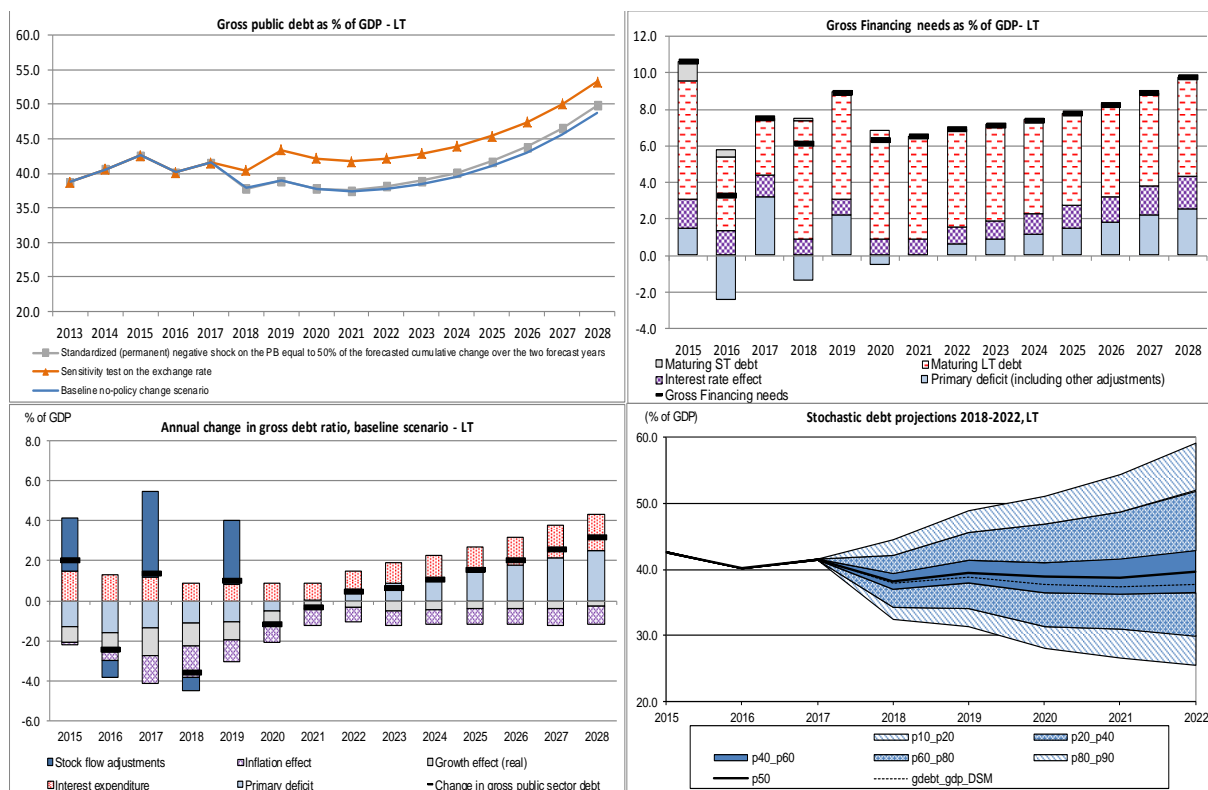 Gross public debt as % of GDP - LT
60.0
55.0
50.0
45.0
40.0
35.0
30.0
25.0
20.0
2013 2014 2015 2016 2017 2018 2019 2020 2021 2022 2023 2024 2025 2026 2027 2028
Standardized (permanent) negative shock on the PB equal to 50% of the forecasted cumulative change over the two forecast years
Sensitivity test on the exchange rate
Baseline no-policy change scenario
Gross Financing needs as % of GDP- LT
12.0
10.0
8.0
6.0
4.0
2.0
0.0
-2.0
-4.0
2015 2016 2017 2018 2019 2020 2021 2022 2023 2024 2025 2026 2027 2028
Maturing ST debt Maturing LT debt
Interest rate effect Primary deficit (including other adjustments)
Gross Financing needs
% of GDP
Annual change in gross debt ratio, baseline scenario - LT
8.0
6.0
4.0
2.0
0.0
-2.0
-4.0
-6.0
2015 2016 2017 2018 2019 2020 2021 2022 2023 2024 2025 2026 2027 2028
Stock flow adjustments Inflation effect Growth effect (real)
Interest expenditure Primary deficit Change in gross public sector debt
(% of GDP)
Stochastic debt projections 2018-2022, LT
60.0
50.0
40.0
30.0
20.0
2015 2016 2017 2018 2019 2020 2021 2022
p10_p20 p20_p40
p40_p60 p60_p80 p80_p90
p50 gdebt_gdp_DSM